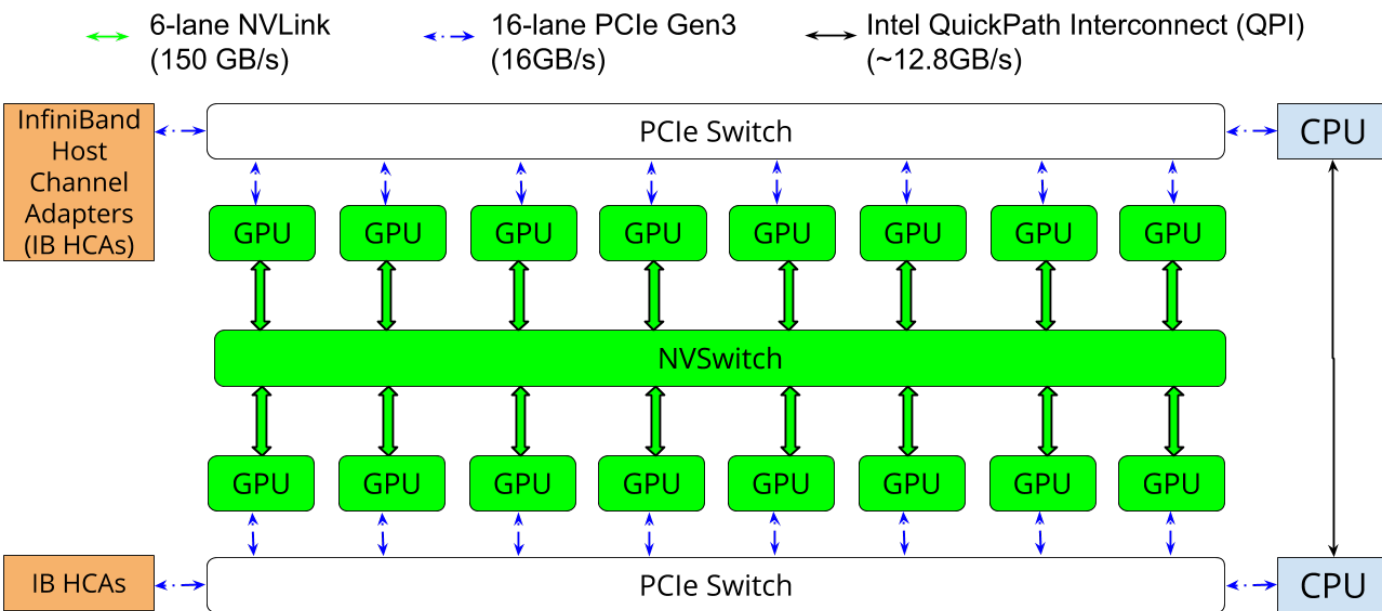 6-lane NVLink
(150 GB/s)
16-lane PCIe Gen3
(16GB/s)
Intel QuickPath Interconnect (QPI)
(~12.8GB/s)
InfiniBand
Host
Channel
Adapters
(IB HCAs)
PCIe Switch
CPU
GPU GPU GPU GPU GPU GPU GPU GPU
NVSwitch
GPU GPU GPU GPU GPU GPU GPU GPU
IB HCAs
PCIe Switch
CPU